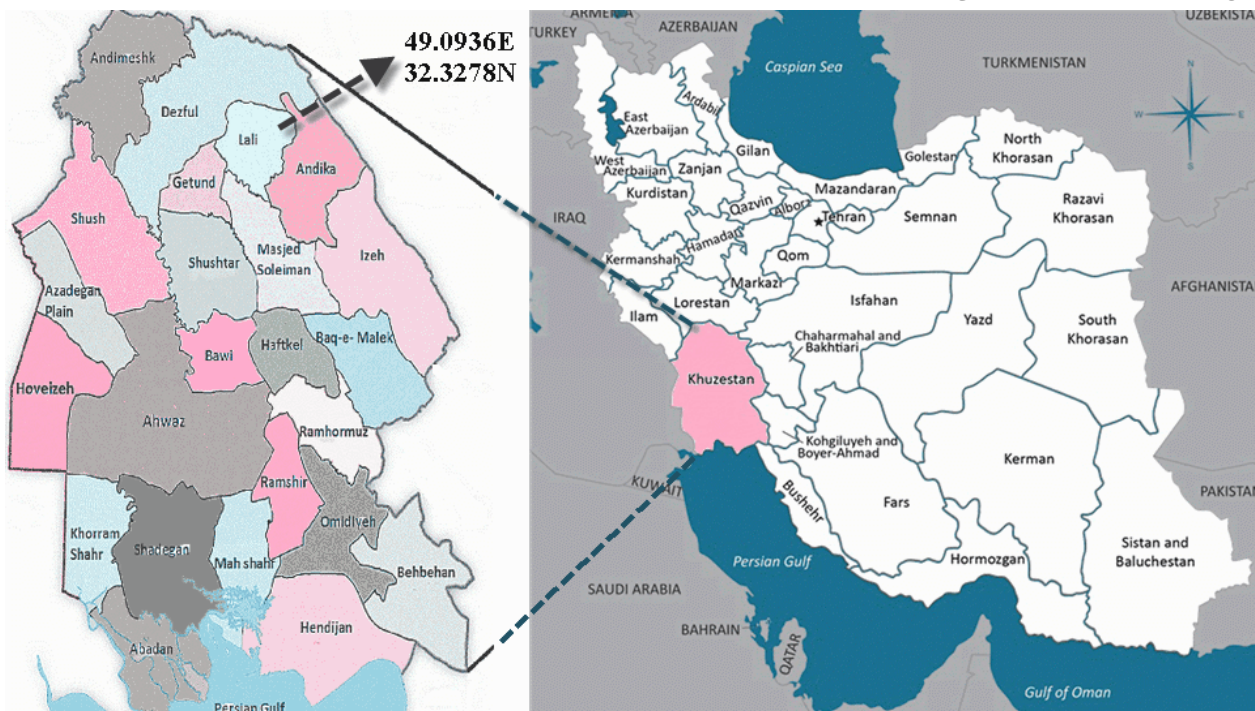 49.0936E
32.3278N
Andimeshk
Dezful
Lali
Getund
Andika
Shush
Masjed
Soleiman
Izeh
Shushtar
Azadegan
Plain
Bawi
Haftkel
Baq-e- Malek
Hoveizeh
Ahwaz
Ramhormuz
Ramshir
Omidiyeh
Khorram
Shahr
Shadegan
Mah shahr
Behbehan
Hendijan
Abadan
Persian Gulf
ARMENIA
AZERBAIJAN
UZBEKISTA
TURKEY
Caspian Sea
TURKMENISTAN
N
W
E
S
Ardabil
East
Azerbaijan
Gilan
North
Khorasan
Golestan
West
Azerbaijan
Zanjan
Mazandaran
Kurdistan
Razavi
Khorasan
Qazvin
Alborz
Tehran
Semnan
IRAQ
Hamadan
Kermanshah
Qom
Markazi
AFGHANISTA
Lorestan
Isfahan
Ilam
Yazd
South
Khorasan
Chaharmahal and
Bakhtiari
Khuzestan
Kohgiluyeh and
Boyer-Ahmad
Kerman
KUWAIT
Bushehr
Fars
PAKISTAN
Sistan and
Baluchestan
Hormozgan
Persian Gulf
SAUDI ARABIA
BAHRAIN
QATAR
Gulf of Oman